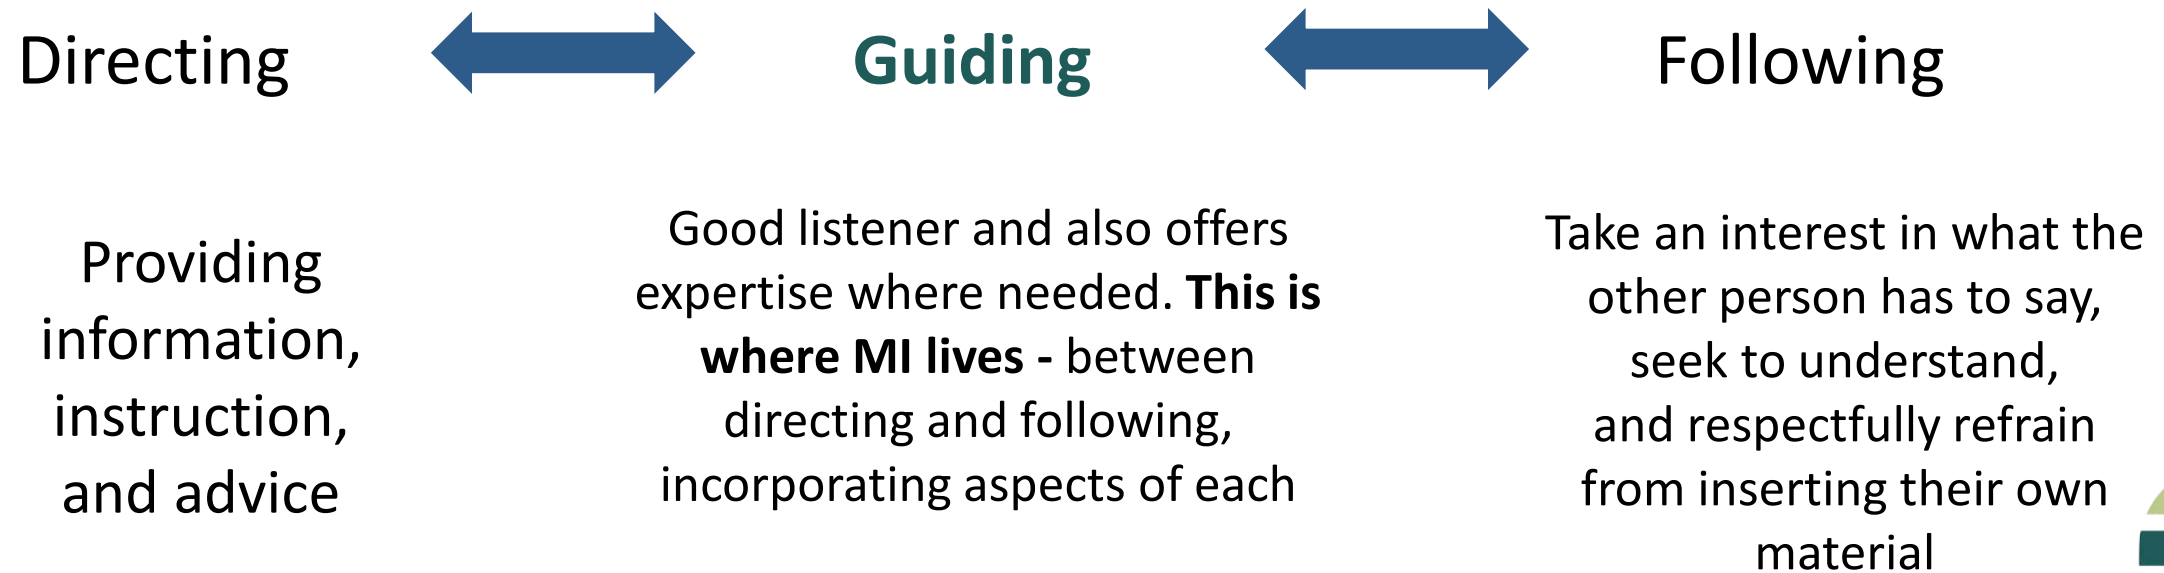 Directing
Guiding
Following
Providing
information,
instruction,
and advice
Good listener and also offers
expertise where needed. This is
where MI lives - between
directing and following,
incorporating aspects of each
Take an interest in what the
other person has to say,
seek to understand,
and respectfully refrain
from inserting their own
material